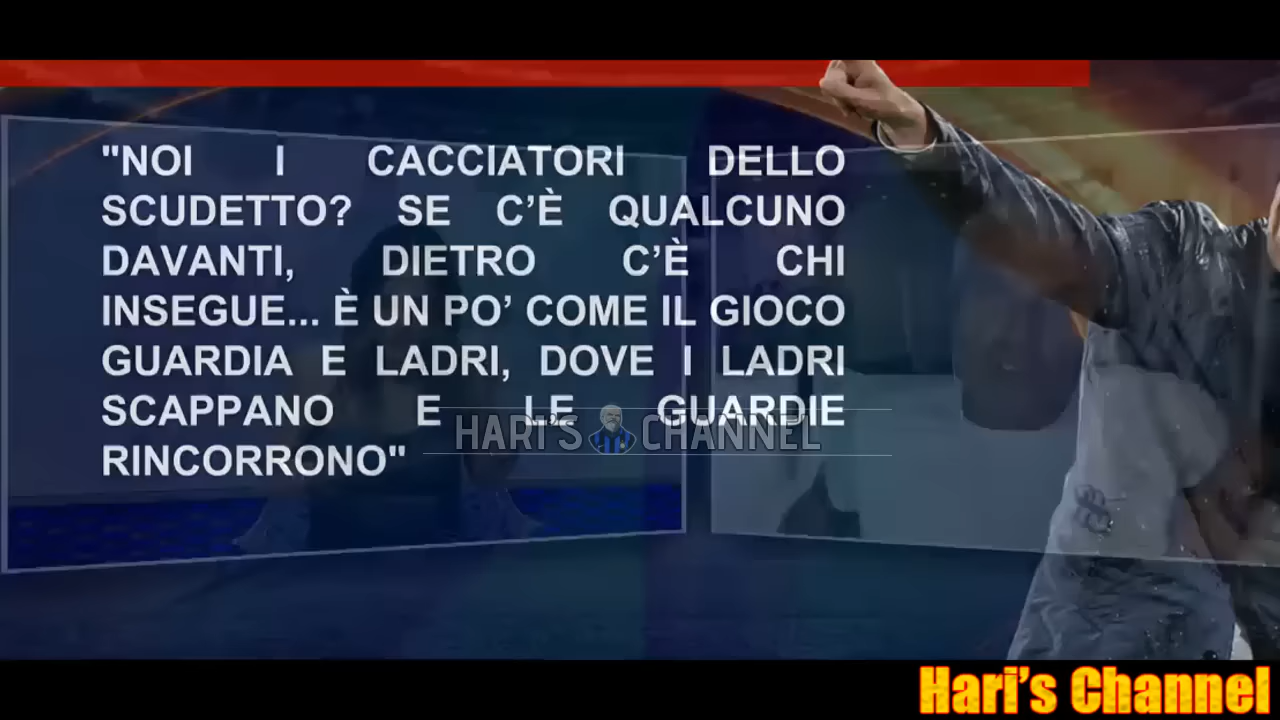 "NOI I CACCIATORI DELLO
SCUDETTO? SE C'È QUALCUNO
DAVANTI, DIETRO C'È CHI
INSEGUE... È UN PO' COME IL GIOCO
GUARDIA E LADRI, DOVE I LADRI
SCAPPANO E LE GUARDIE
RINCORRONO"
HARI'S CHANNEL
Hari's Channel